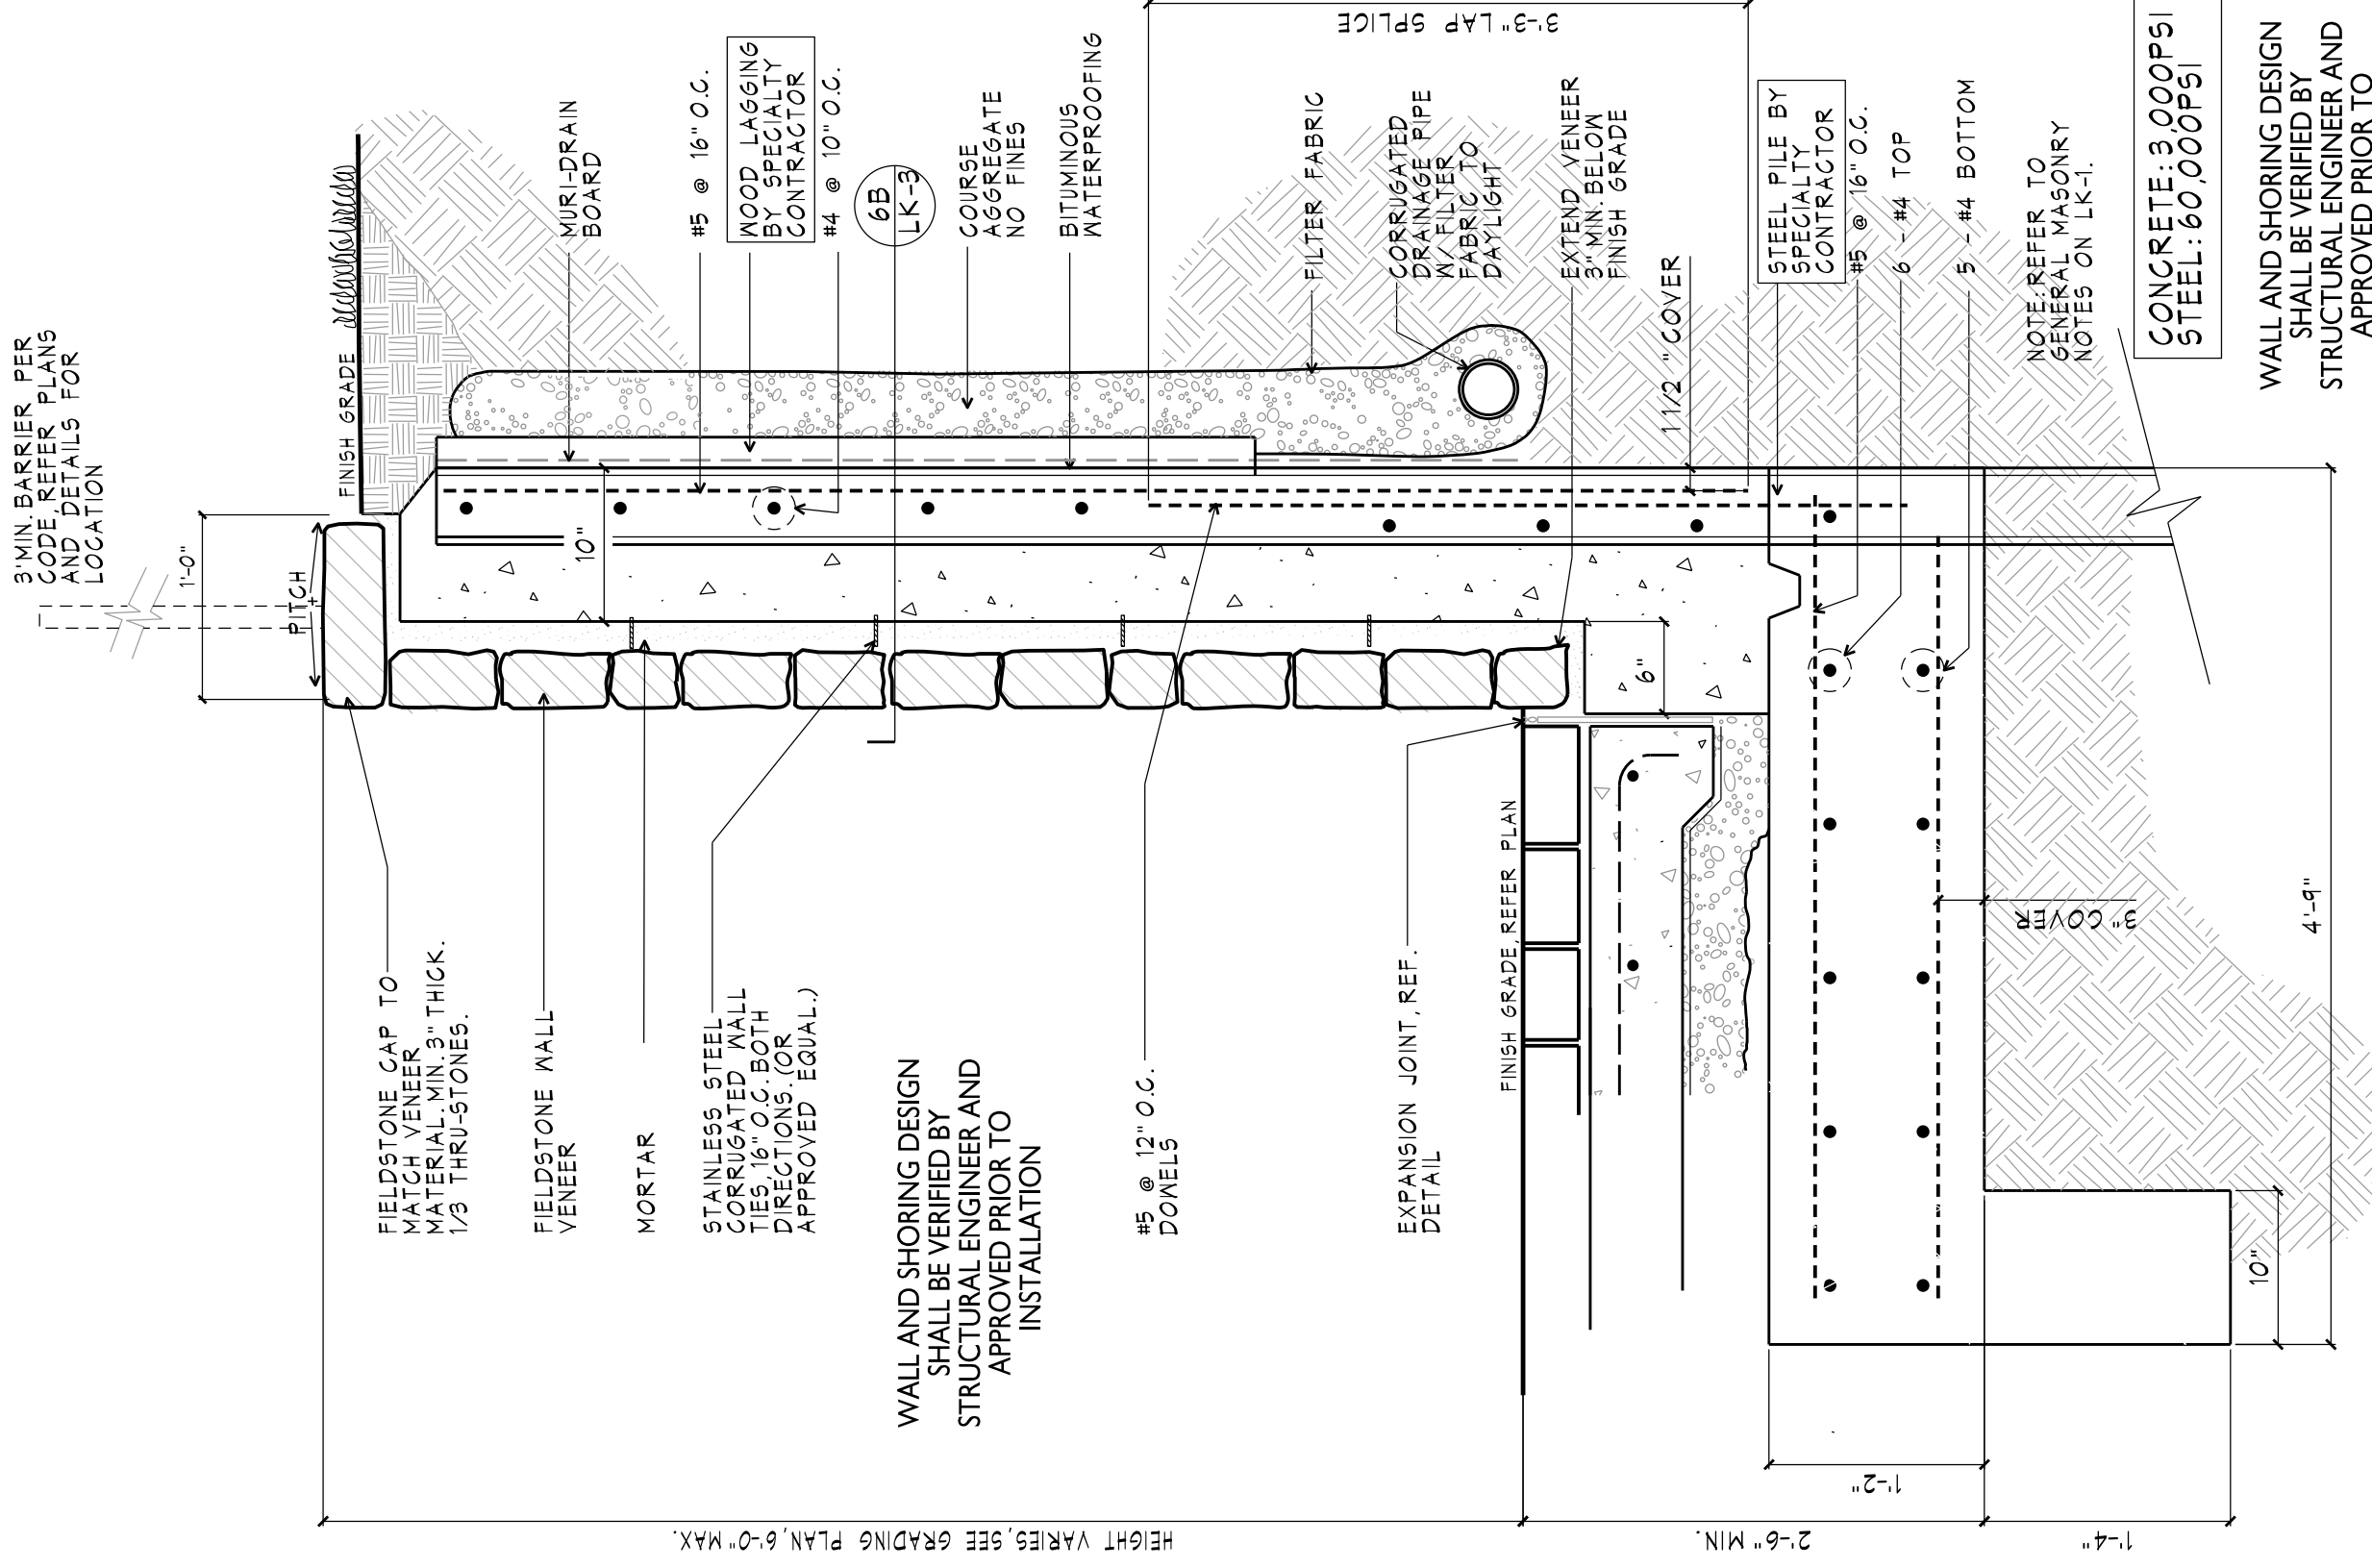 3' MIN. BARRIER PER
CODE, REFER PLANS
AND DETAILS FOR
LOCATION
1'-0"
PITCH
FINISH GRADE
MURI-DRAIN
BOARD
#5 @ 16" O.C.
WOOD LAGGING
BY SPECIALTY
CONTRACTOR
#4 @ 10" O.C.
6B
LK-3
COURSE
AGGREGATE
NO FINES
BITUMINOUS
WATERPROOFING
3'-3" LAP SPLICE
FILTER FABRIC
CORRUGATED
DRAINAGE PIPE
W/ FILTER
FABRIC TO
DAYLIGHT
EXTEND VENEER
3" MIN. BELOW
FINISH GRADE
1 1/2" COVER
STEEL PILE BY
SPECIALTY
CONTRACTOR
#5 @ 16" O.C.
6 - #4 TOP
5 - #4 BOTTOM
NOTE: REFER TO
GENERAL MASONRY
NOTES ON LK-1.
CONCRETE: 3,000PSI
STEEL: 60,000PSI
WALL AND SHORING DESIGN
SHALL BE VERIFIED BY
STRUCTURAL ENGINEER AND
APPROVED PRIOR TO
10"
6"
FIELDSTONE CAP TO
MATCH VENEER
MATERIAL. MIN. 3" THICK.
1/3 THRU-STONES.
FIELDSTONE WALL
VENEER
MORTAR
STAINLESS STEEL
CORRUGATED WALL
TIES, 16" O.C. BOTH
DIRECTIONS. (OR
APPROVED EQUAL.)
WALL AND SHORING DESIGN
SHALL BE VERIFIED BY
STRUCTURAL ENGINEER AND
APPROVED PRIOR TO
INSTALLATION
#5 @ 12" O.C.
DOWELS
EXPANSION JOINT, REF.
DETAIL
FINISH GRADE, REFER PLAN
3" COVER
4'-9"
10"
1'-2"
HEIGHT VARIES, SEE GRADING PLAN, 6'-0" MAX.
2'-6" MIN.
1'-4"